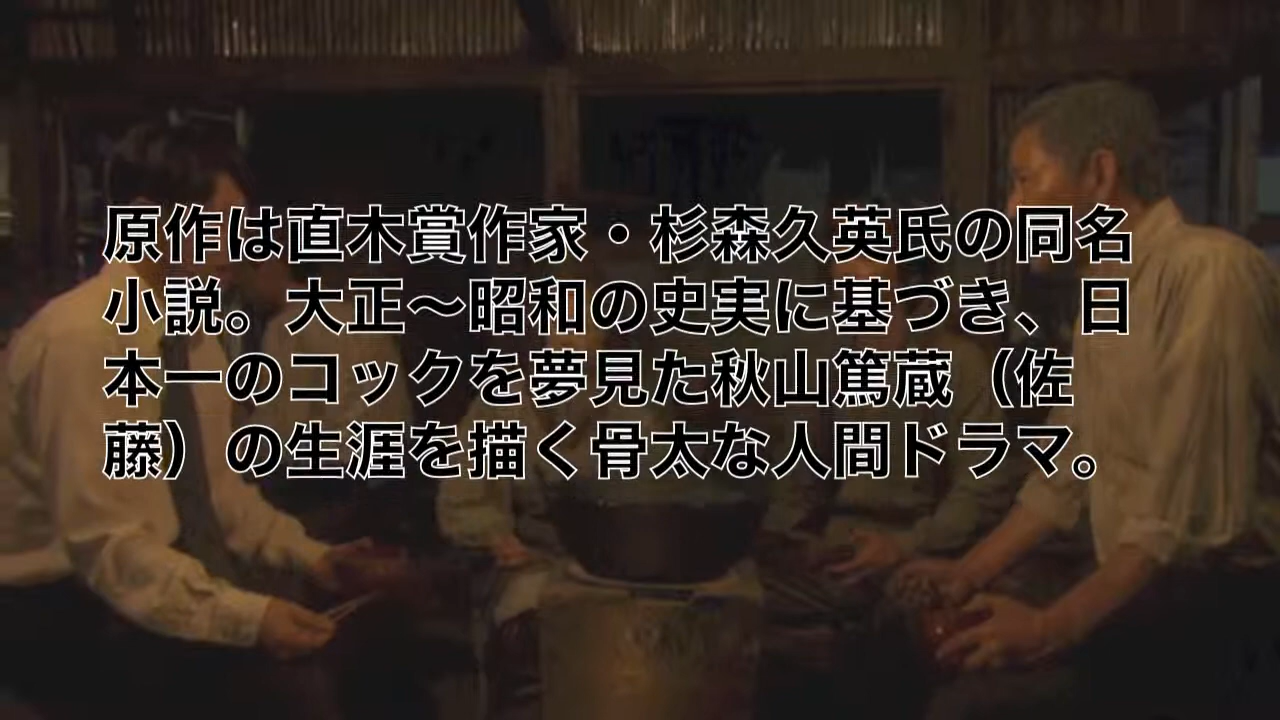 原作は直木賞作家・杉森久英氏の同名
小説。大正〜昭和の史実に基づき、日
本一のコックを夢見た秋山篤蔵（佐
藤）の生涯を描く骨太な人間ドラマ。